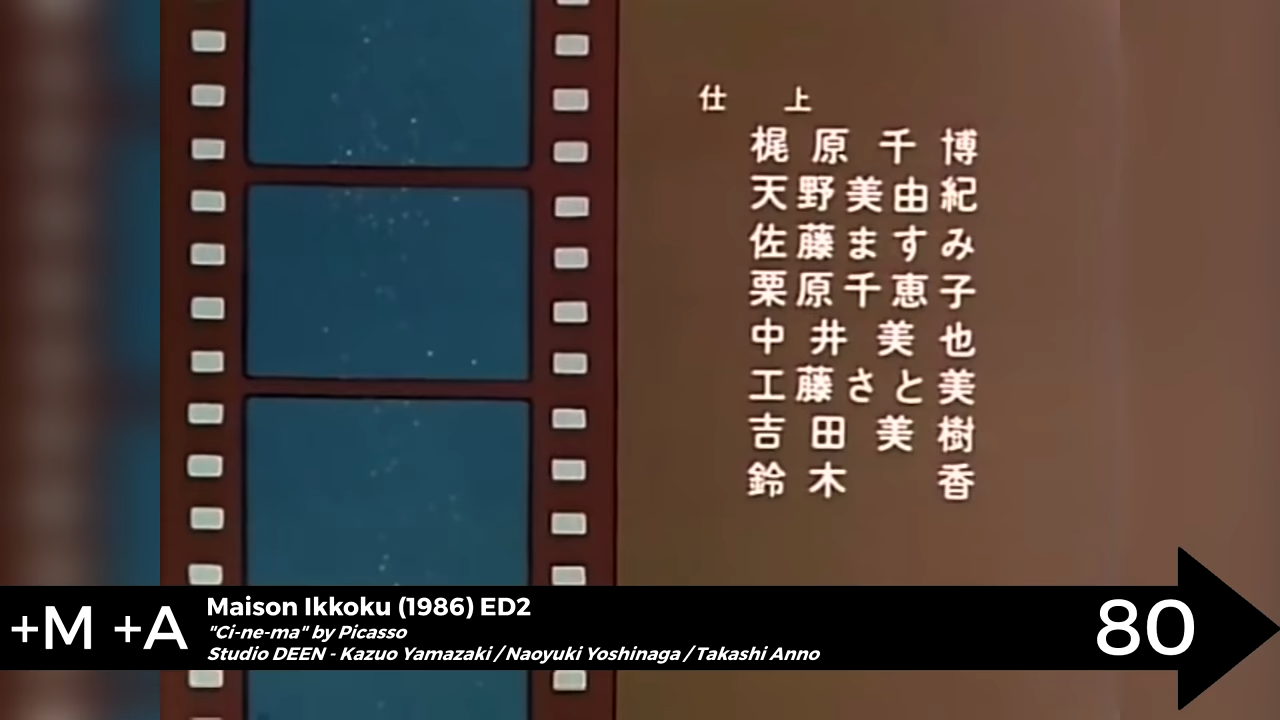 仕上
梶原千博
天野美由紀
佐藤ますみ
栗原千恵子
中井美也
工藤さと美
吉田美樹
鈴木香
+M +A
Maison Ikkoku (1986) ED2
"Ci-ne-ma" by Picasso
Studio DEEN - Kazuo Yamazaki / Naoyuki Yoshinaga / Takashi Anno
80